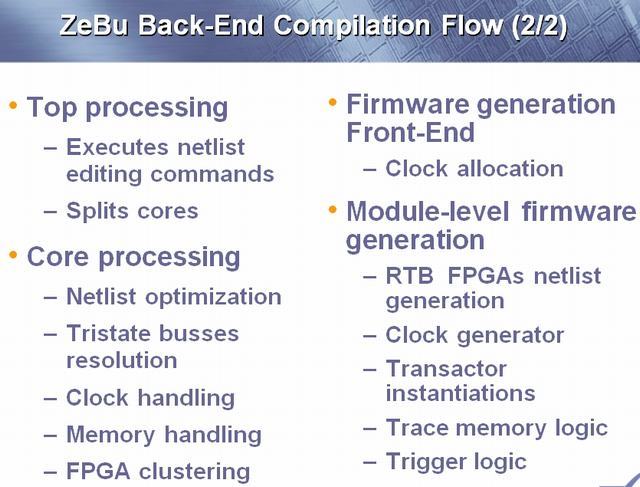 ZeBu Back-End Compilation Flow (2/2)
• Top processing
– Executes netlist
editing commands
– Splits cores
• Core processing
– Netlist optimization
– Tristate busses
resolution
– Clock handling
– Memory handling
– FPGA clustering
• Firmware generation
Front-End
– Clock allocation
• Module-level firmware
generation
– RTB FPGAs netlist
generation
– Clock generator
– Transactor
instantiations
– Trace memory logic
– Trigger logic